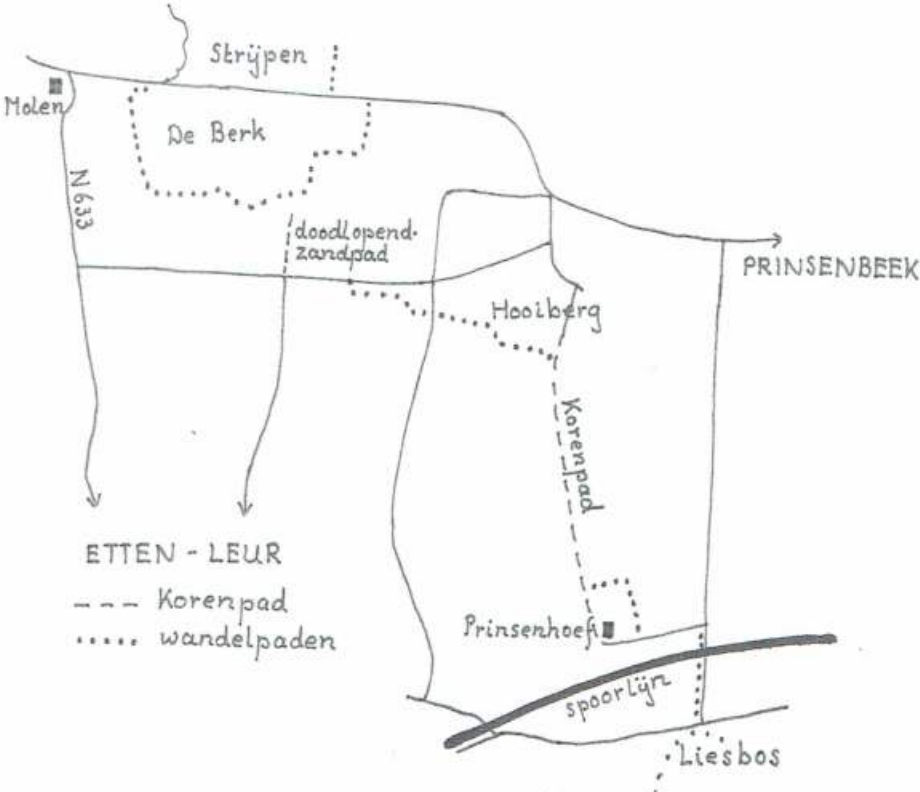 Strijpen
Molen
De Berk
N633
doodlopend.
zandpad
PRINSENBEEK
Hooiberg
Korenpad
ETTEN - LEUR
Korenpad
wandelpaden
Prinsenhoef
spoorlijn
Liesbos